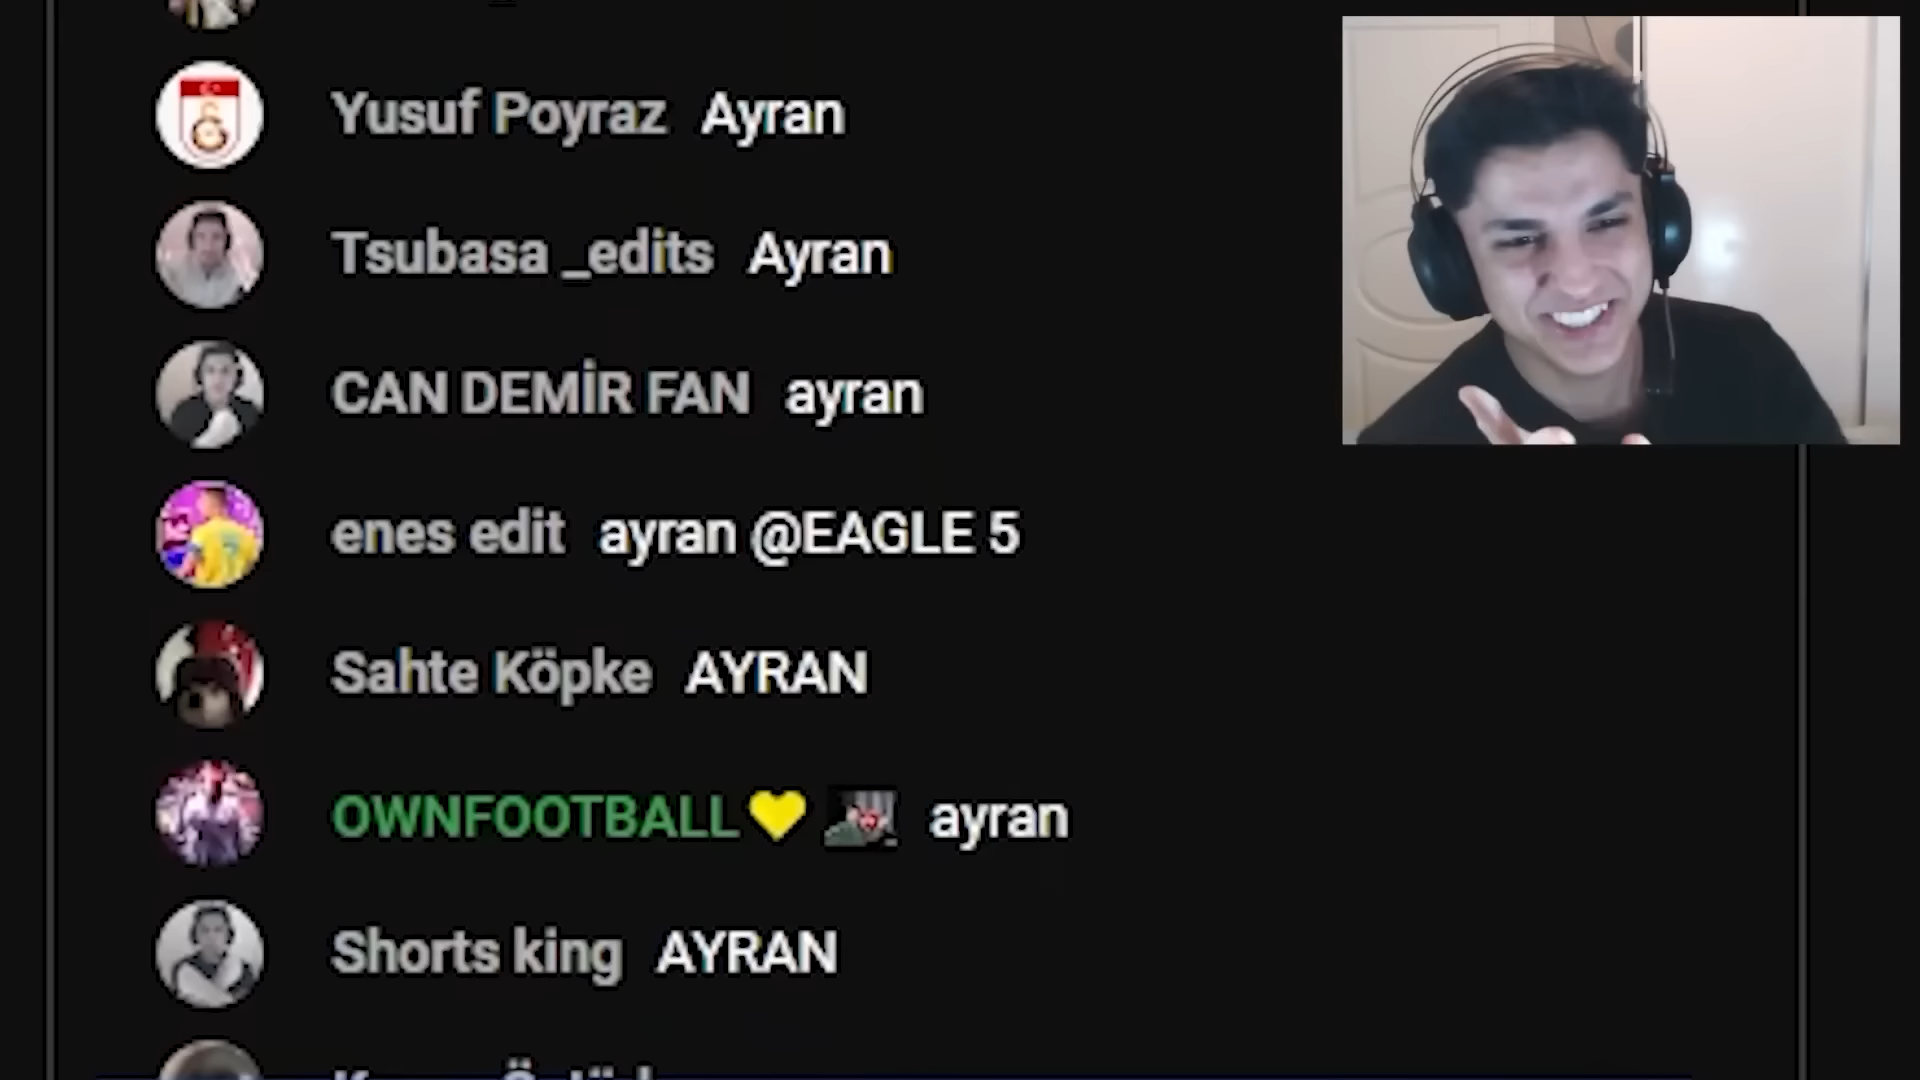 Yusuf Poyraz Ayran
Tsubasa _edits Ayran
CAN DEMİR FAN ayran
enes edit ayran @EAGLE 5
Sahte Köpke AYRAN
OWNFOOTBALL ayran
Shorts king AYRAN